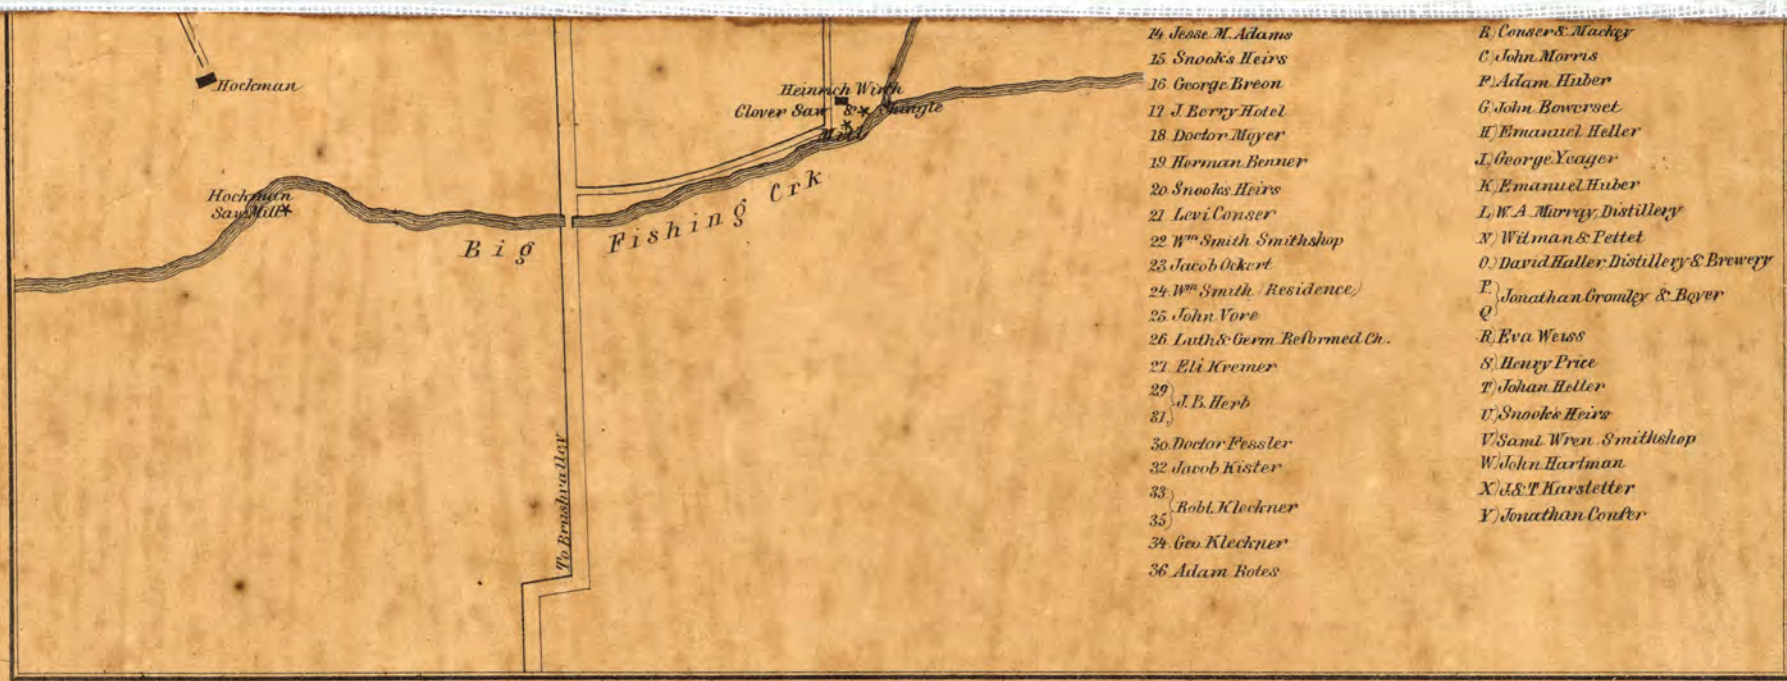 Hockman
Heinrich Wirth
Clover Saw & Shingle
Mill
Hockman
Saw Mill
Big Fishing Crk
To Brushvalley
14 Jesse M. Adams
15 Snook's Heirs
16 George Breon
17 J. Berry Hotel
18 Doctor Moyer
19 Herman Benner
20 Snooks Heirs
21 Levi Conser
22 Wm Smith Smithshop
23 Jacob Ockert
24 Wm Smith (Residence)
25 John Vore
26 Luth & Germ Reformed Ch.
27 Eli Kremer
29
31 } J. B. Herb
30 Doctor Fessler
32 Jacob Kister
33
35 } Robt. Kleckner
34 Geo Kleckner
36 Adam Rotes
B) Conser & Mackey
C) John Morris
F) Adam Huber
G) John Bowerset
H) Emanuel Heller
I) George Yeager
K) Emanuel Huber
L) W. A. Murray, Distillery
N) Witman & Pettet
O) David Haller, Distillery & Brewery
P
Q } Jonathan Gromley & Boyer
R) Eva Weiss
S) Henry Price
T) Johan Heller
U) Snook's Heirs
V) Saml. Wren Smithshop
W) John Hartman
X) J. & T Karstetter
Y) Jonathan Confer